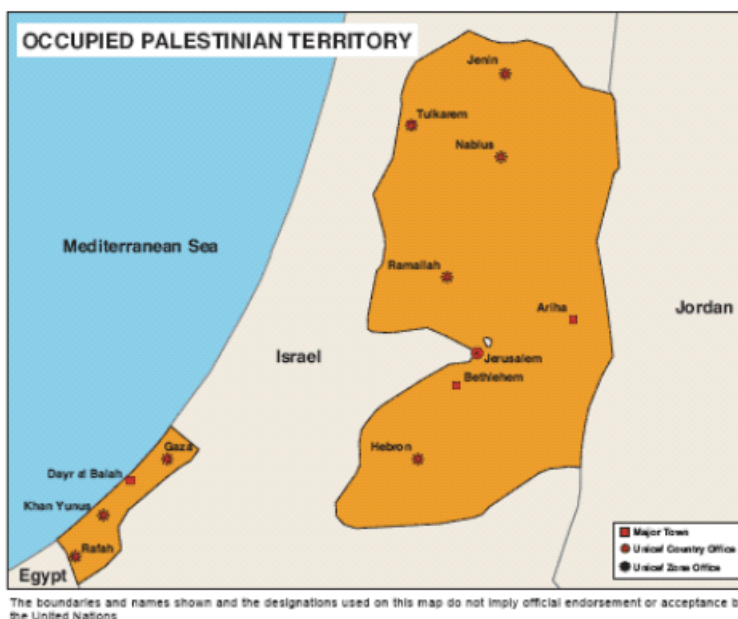 OCCUPIED PALESTINIAN TERRITORY
Jenin
Tulkarem
Nablus
Mediterranean Sea
Ramallah
Ariha
Jordan
Israel
Jerusalem
Bethlehem
Gaza
Hebron
Dayr al Balah
Khan Yunus
Rafah
Egypt
Major Town
Unicef Country Office
Unicef Zone Office
The boundaries and names shown and the designations used on this map do not imply official endorsement or acceptance b
the United Nations